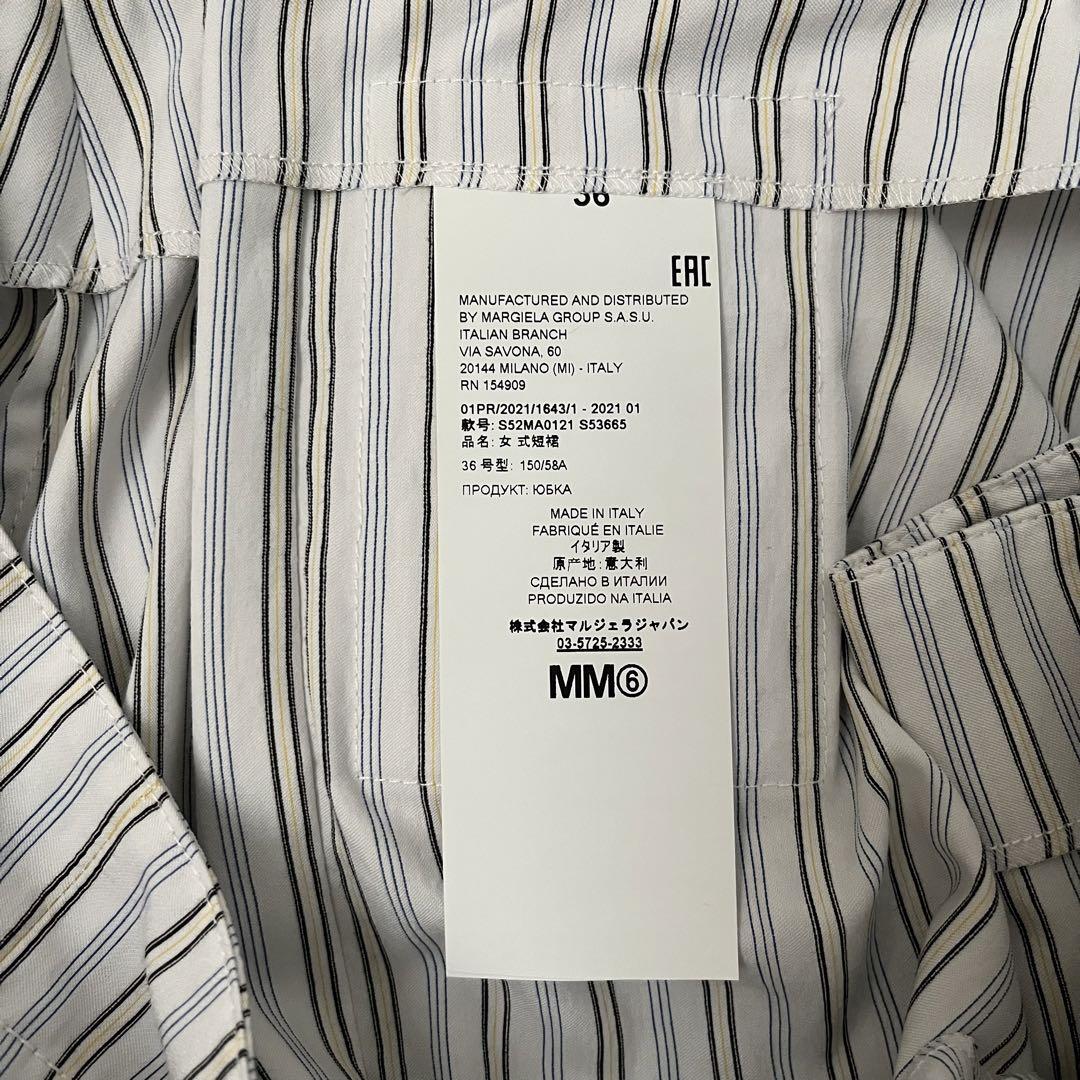 36
EAC
MANUFACTURED AND DISTRIBUTED
BY MARGIELA GROUP S.A.S.U.
ITALIAN BRANCH
VIA SAVONA, 60
20144 MILANO (MI) - ITALY
RN 154909
01PR/2021/1643/1 - 2021 01
款号: S52MA0121 S53665
品名: 女 式短裙
36 号型: 150/58A
ПРОДУКТ: ЮБКА
MADE IN ITALY
FABRIQUÉ EN ITALIE
イタリア製
原产地: 意大利
СДЕЛАНО В ИТАЛИИ
PRODUZIDO NA ITALIA
株式会社マルジェラジャパン
03-5725-2333
MM⑥